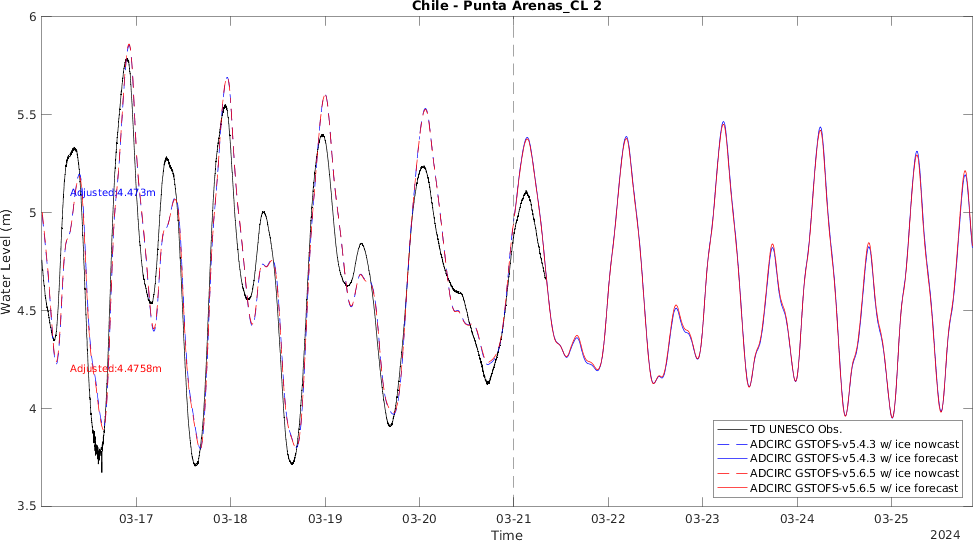 Chile - Punta Arenas_CL 2
Water Level (m)
6
5.5
5
4.5
4
3.5
Adjusted:4.473m
Adjusted:4.4758m
TD UNESCO Obs.
ADCIRC GSTOFS-v5.4.3 w/ ice nowcast
ADCIRC GSTOFS-v5.4.3 w/ ice forecast
ADCIRC GSTOFS-v5.6.5 w/ ice nowcast
ADCIRC GSTOFS-v5.6.5 w/ ice forecast
03-17 03-18 03-19 03-20 03-21 03-22 03-23 03-24 03-25
Time
2024